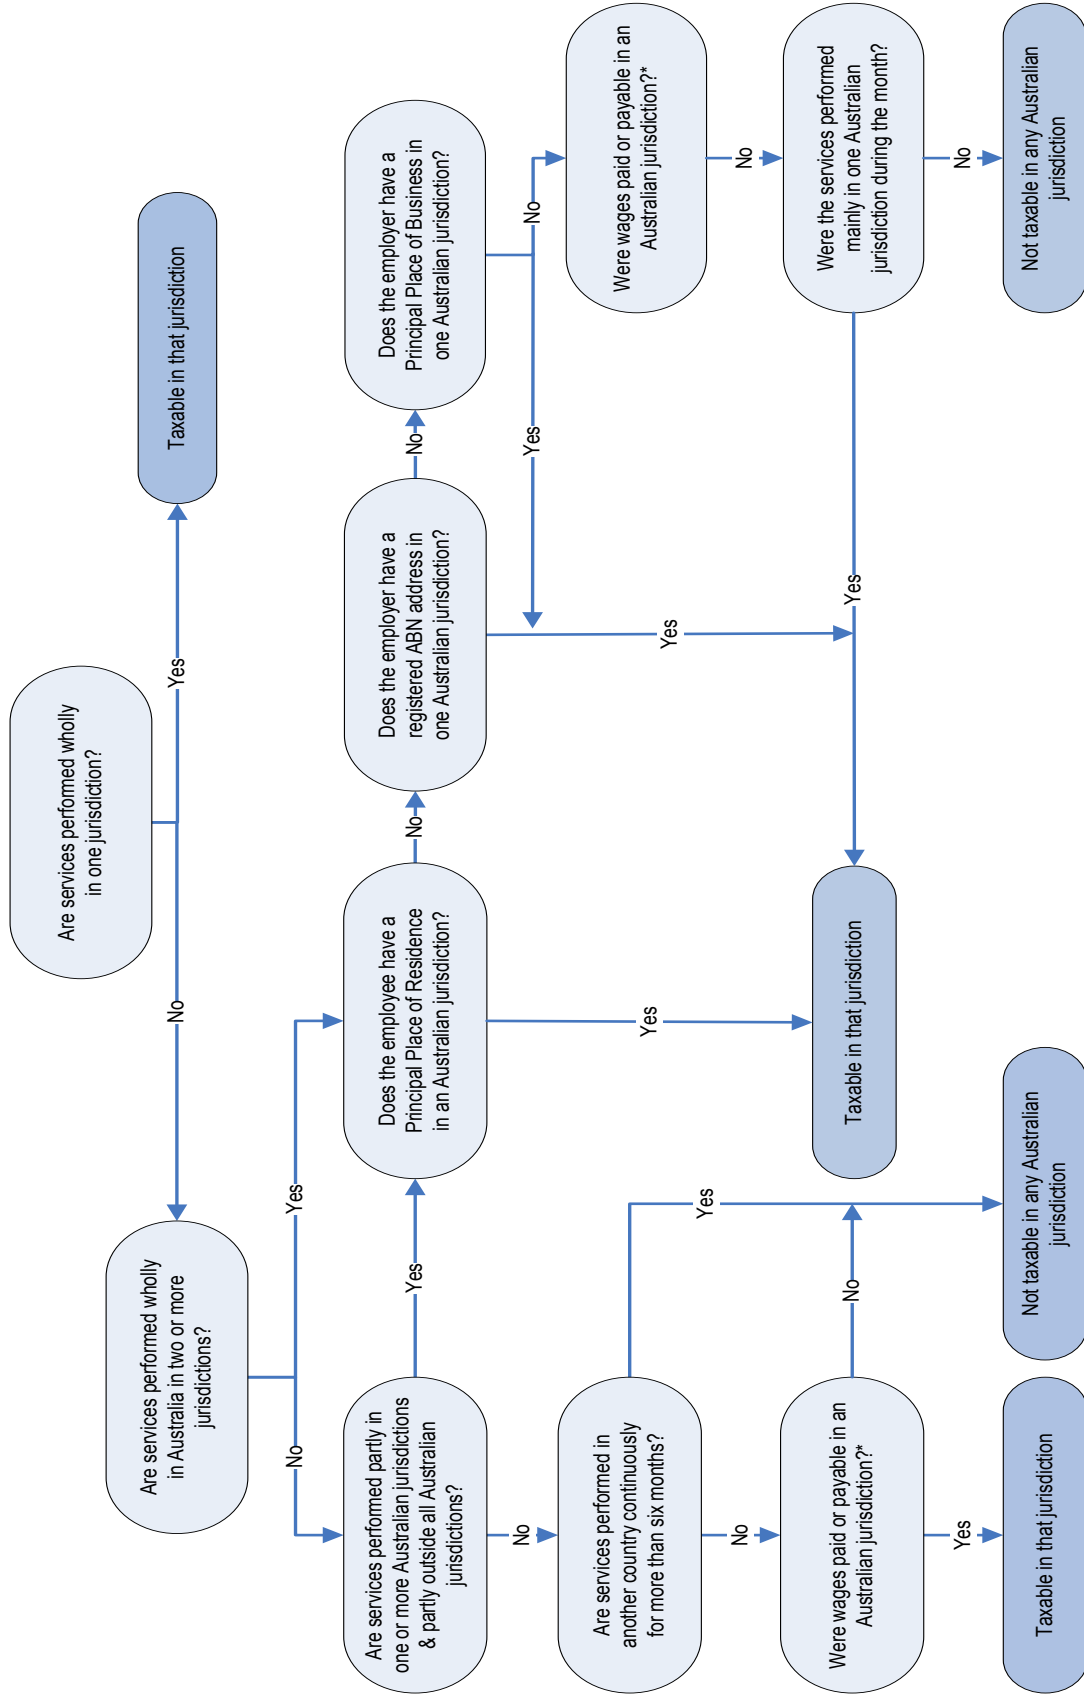 Are services performed wholly
in one jurisdiction?
No
Yes
Taxable in that jurisdiction
Are services performed wholly
in Australia in two or more
jurisdictions?
No
Yes
Are services performed partly in
one or more Australian jurisdictions
& partly outside all Australian
jurisdictions?
Yes
No
Does the employee have a
Principal Place of Residence
in an Australian jurisdiction?
No
Yes
Does the employer have a
registered ABN address in
one Australian jurisdiction?
No
Yes
Does the employer have a
Principal Place of Business in
one Australian jurisdiction?
Yes
No
Are services performed in
another country continuously
for more than six months?
Yes
No
Were wages paid or payable in an
Australian jurisdiction?*
No
Were wages paid or payable in an
Australian jurisdiction?*
No
Yes
Taxable in that jurisdiction
Were the services performed
mainly in one Australian
jurisdiction during the month?
Yes
No
Taxable in that jurisdiction
Not taxable in any Australian
jurisdiction
Not taxable in any Australian
jurisdiction